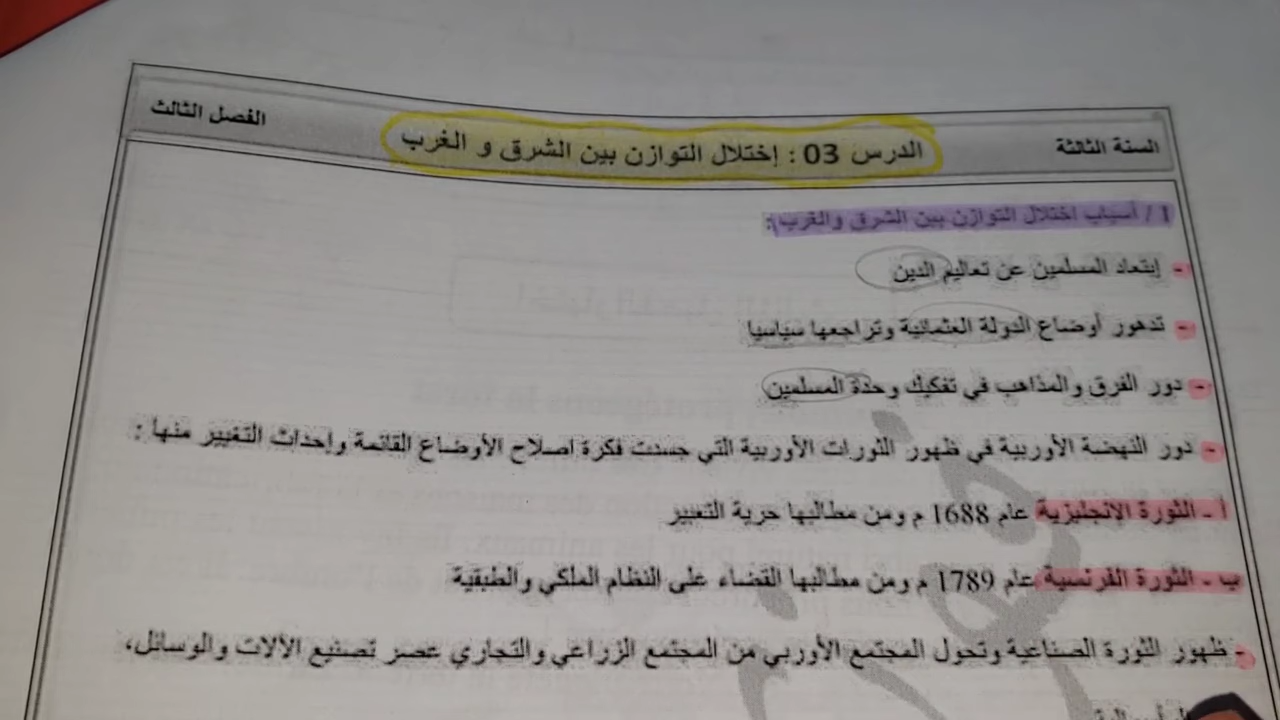 السنة الثالثة
الدرس 03 : إختلال التوازن بين الشرق و الغرب
الفصل الثالث
1 / أسباب اختلال التوازن بين الشرق والغرب :
- إبتعاد المسلمين عن تعاليم الدين
- تدهور أوضاع الدولة العثمانية وتراجعها سياسيا
- دور الفرق والمذاهب في تفكيك وحدة المسلمين
- دور النهضة الأوربية في ظهور الثورات الأوربية التي جسدت فكرة اصلاح الأوضاع القائمة وإحداث التغيير منها :
أ - الثورة الإنجليزية عام 1688 م ومن مطالبها حرية التعبير
ب - الثورة الفرنسية عام 1789 م ومن مطالبها القضاء على النظام الملكي والطبقية
- ظهور الثورة الصناعية وتحول المجتمع الأوربي من المجتمع الزراعي والتجاري عصر تصنيع الآلات والوسائل،